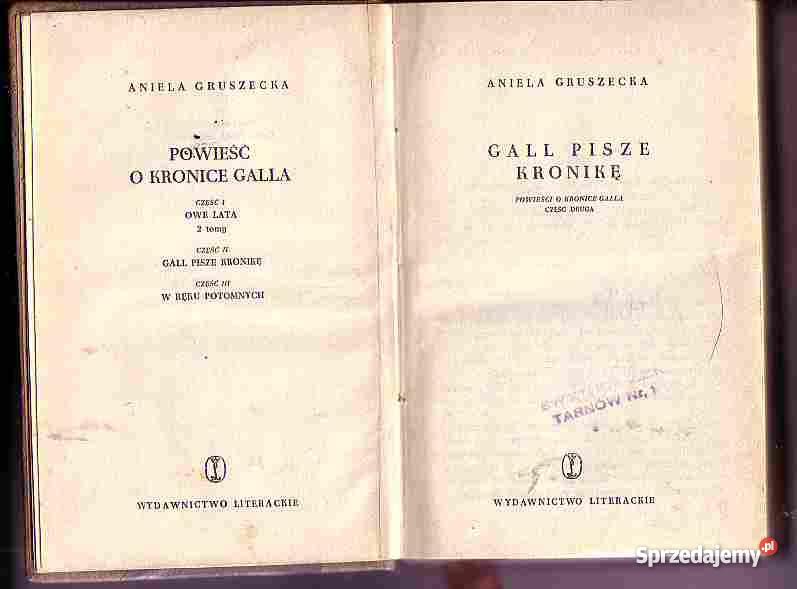 ANIELA GRUSZECKA
POWIEŚĆ
O KRONICE GALLA
CZĘŚĆ I
OWE LATA
2 tomy
CZĘŚĆ II
GALL PISZE KRONIKĘ
CZĘŚĆ III
W RĘKU POTOMNYCH
WYDAWNICTWO LITERACKIE
ANIELA GRUSZECKA
GALL PISZE
KRONIKĘ
POWIEŚCI O KRONICE GALLA
CZĘŚĆ DRUGA
TARNÓW Nr. 1
WYDAWNICTWO LITERACKIE
Sprzedajemy.pl